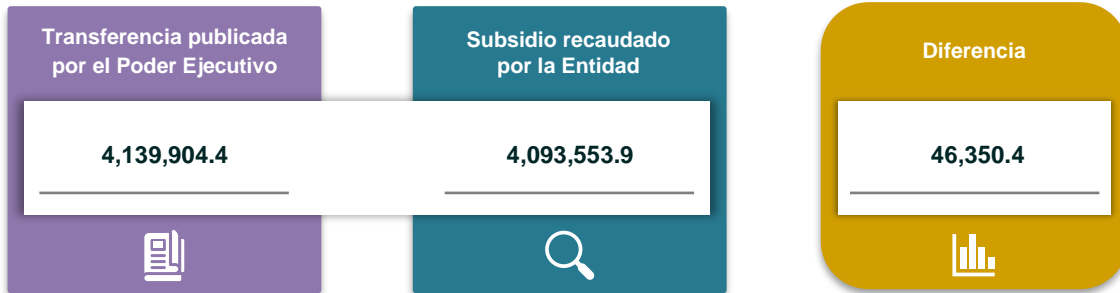 Transferencia publicada
por el Poder Ejecutivo
4,139,904.4
Subsidio recaudado
por la Entidad
4,093,553.9
Diferencia
46,350.4